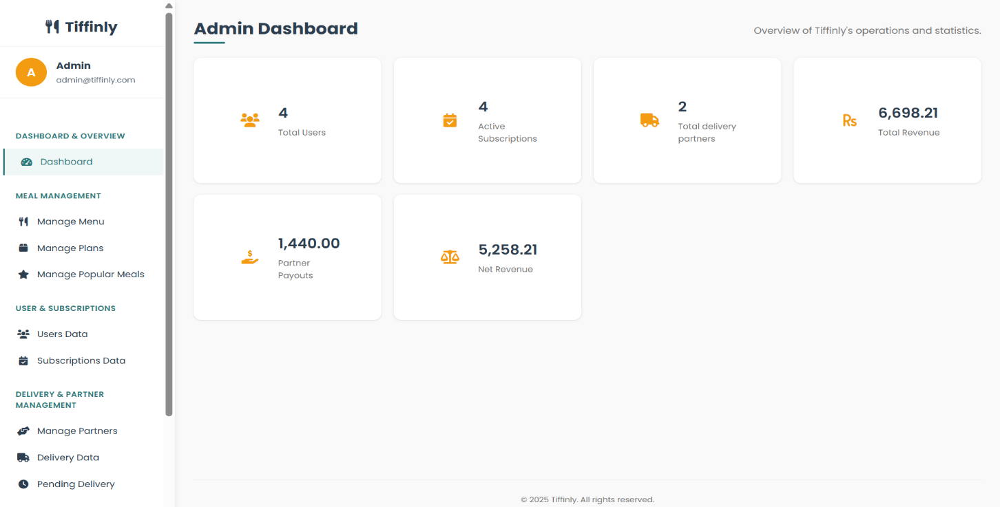 Tiffinly
A
Admin
admin@tiffinly.com
DASHBOARD & OVERVIEW
Dashboard
MEAL MANAGEMENT
Manage Menu
Manage Plans
Manage Popular Meals
USER & SUBSCRIPTIONS
Users Data
Subscriptions Data
DELIVERY & PARTNER
MANAGEMENT
Manage Partners
Delivery Data
Pending Delivery
Admin Dashboard
Overview of Tiffinly's operations and statistics.
4
Total Users
4
Active
Subscriptions
2
Total delivery
partners
Rs
6,698.21
Total Revenue
$
1,440.00
Partner
Payouts
5,258.21
Net Revenue
© 2025 Tiffinly. All rights reserved.